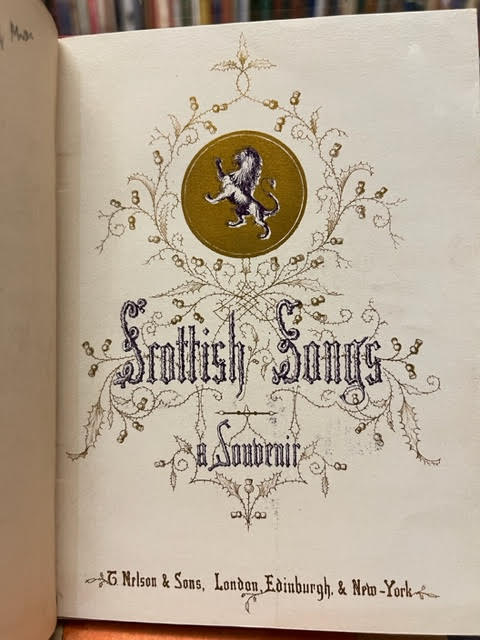 Scottish Songs
a Souvenir
T Nelson & Sons, London, Edinburgh, & New-York